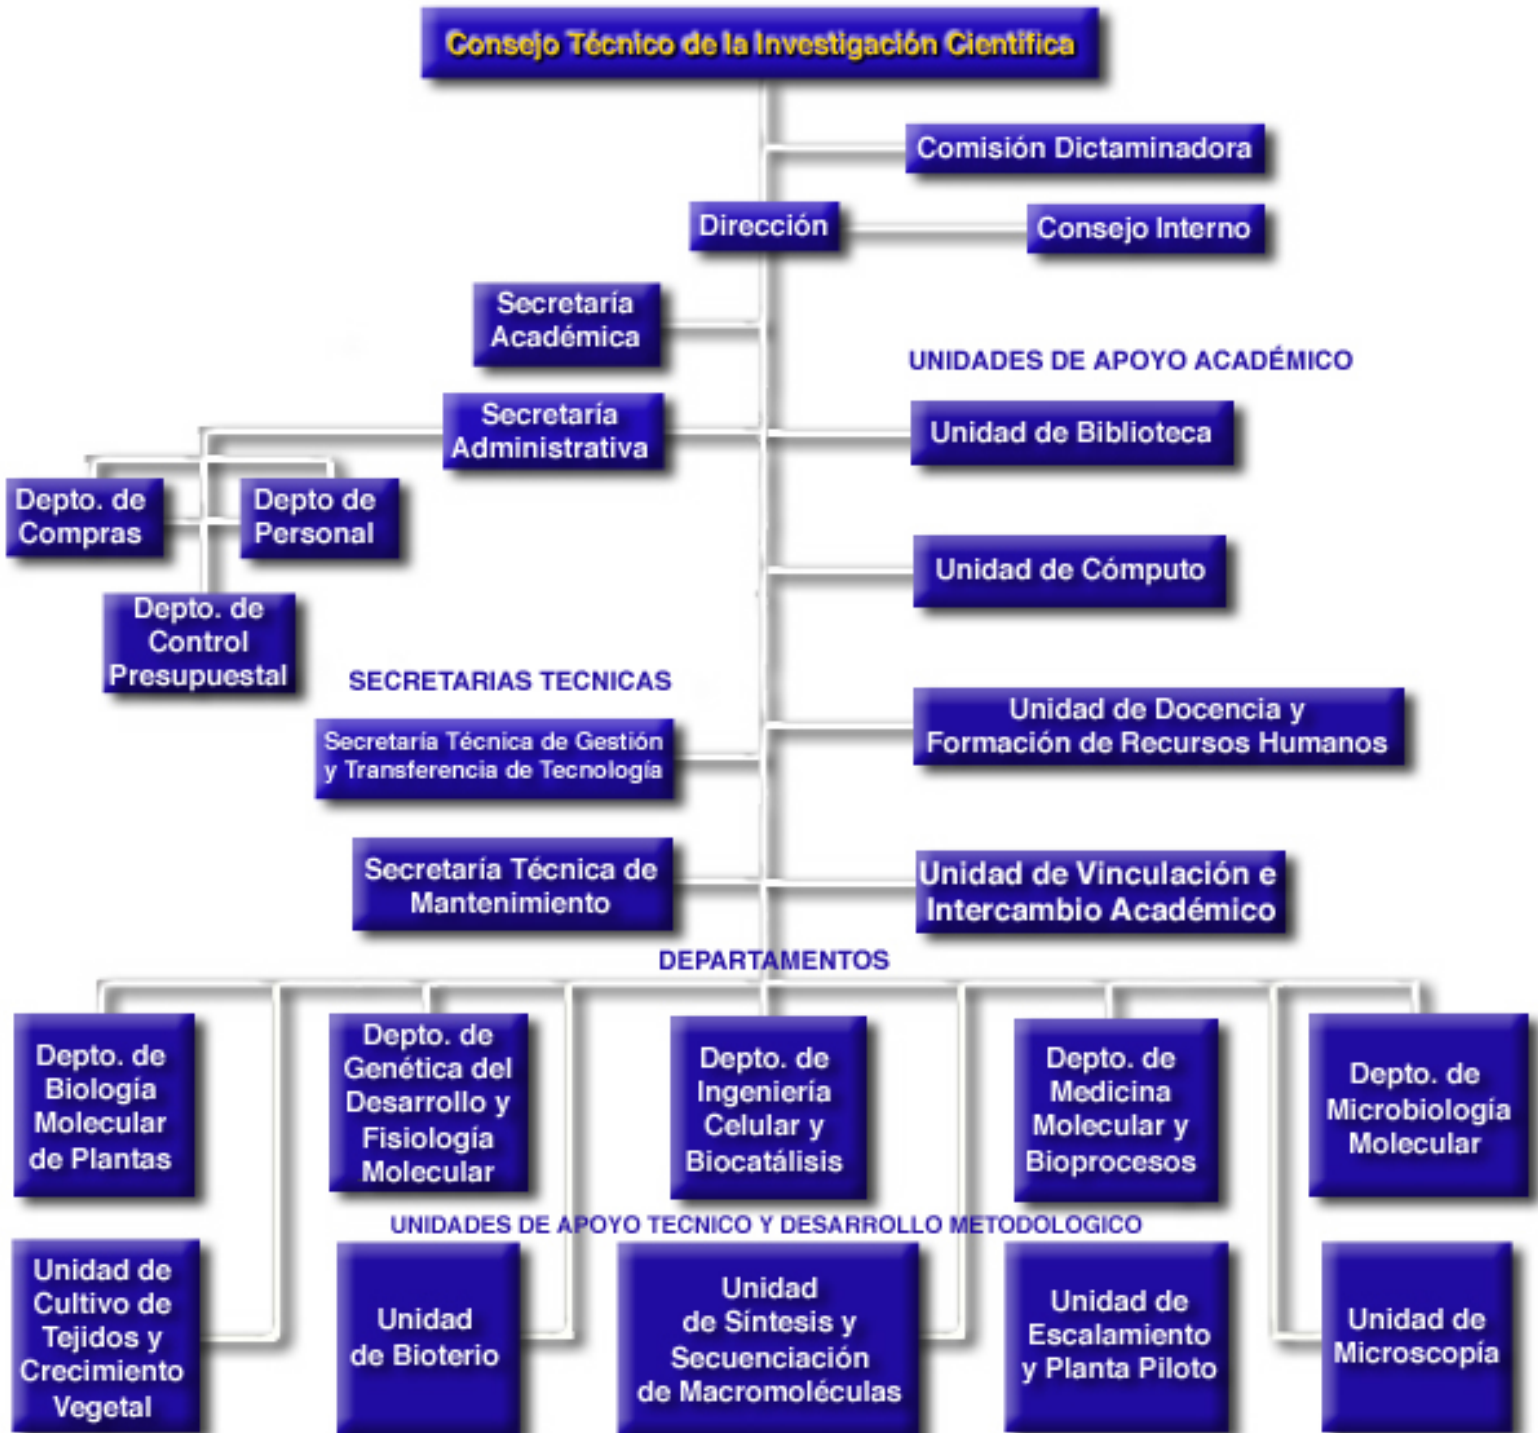 Consejo Técnico de la Investigación Científica
Comisión Dictaminadora
Dirección
Consejo Interno
Secretaría
Académica
UNIDADES DE APOYO ACADÉMICO
Secretaría
Administrativa
Unidad de Biblioteca
Depto. de
Compras
Depto de
Personal
Unidad de Cómputo
Depto. de
Control
Presupuestal
SECRETARIAS TECNICAS
Unidad de Docencia y
Formación de Recursos Humanos
Secretaría Técnica de Gestión
y Transferencia de Tecnología
Secretaría Técnica de
Mantenimiento
Unidad de Vinculación e
Intercambio Académico
DEPARTAMENTOS
Depto. de
Biología
Molecular
de Plantas
Depto. de
Genética del
Desarrollo y
Fisiología
Molecular
Depto. de
Ingeniería
Celular y
Biocatálisis
Depto. de
Medicina
Molecular y
Bioprocesos
Depto. de
Microbiología
Molecular
UNIDADES DE APOYO TECNICO Y DESARROLLO METODOLOGICO
Unidad de
Cultivo de
Tejidos y
Crecimiento
Vegetal
Unidad
de Bioterio
Unidad
de Síntesis y
Secuenciación
de Macromoléculas
Unidad de
Escalamiento
y Planta Piloto
Unidad de
Microscopía